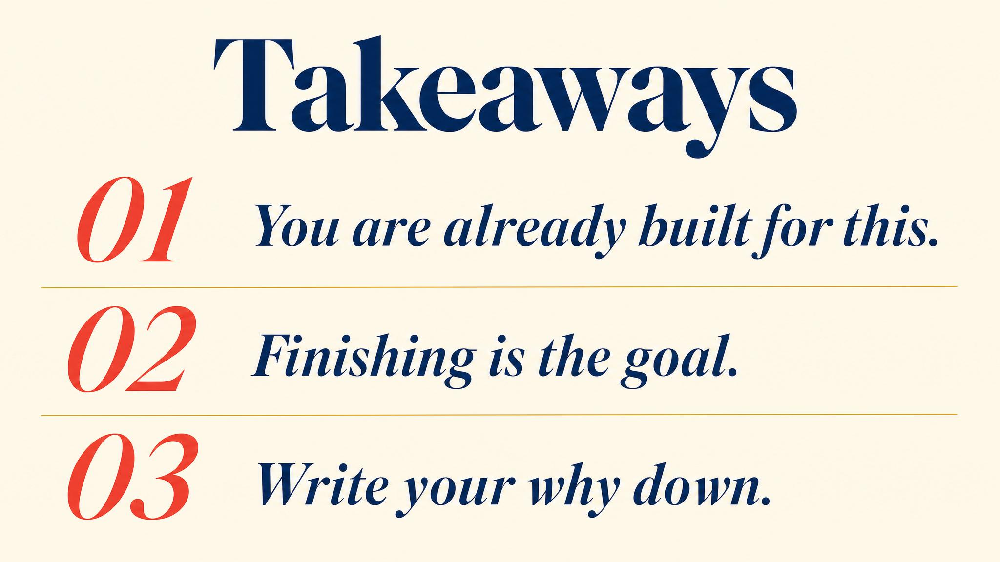 Takeaways
01 You are already built for this.
02 Finishing is the goal.
03 Write your why down.